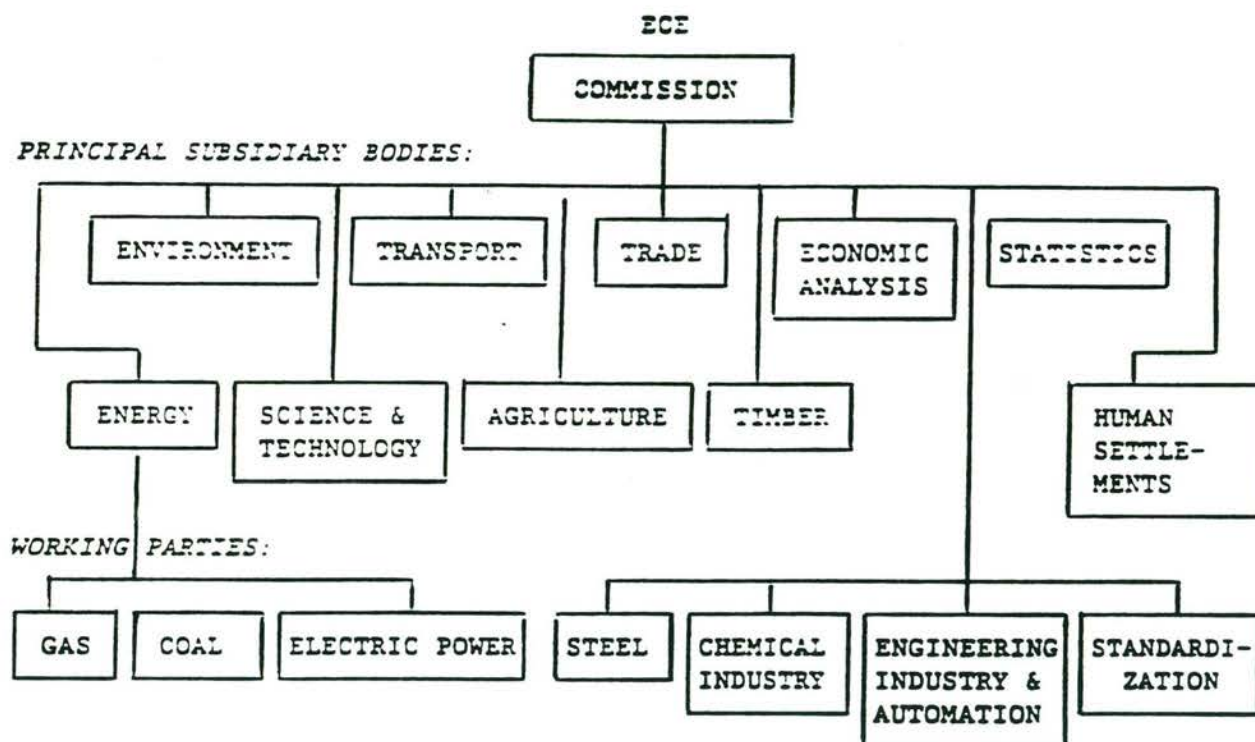 ECE
COMMISSION
PRINCIPAL SUBSIDIARY BODIES:
ENVIRONMENT
TRANSPORT
TRADE
ECONOMIC
ANALYSIS
STATISTICS
ENERGY
SCIENCE &
TECHNOLOGY
AGRICULTURE
TIMBER
HUMAN
SETTLE-
MENTS
WORKING PARTIES:
GAS
COAL
ELECTRIC POWER
STEEL
CHEMICAL
INDUSTRY
ENGINEERING
INDUSTRY &
AUTOMATION
STANDARDI-
ZATION